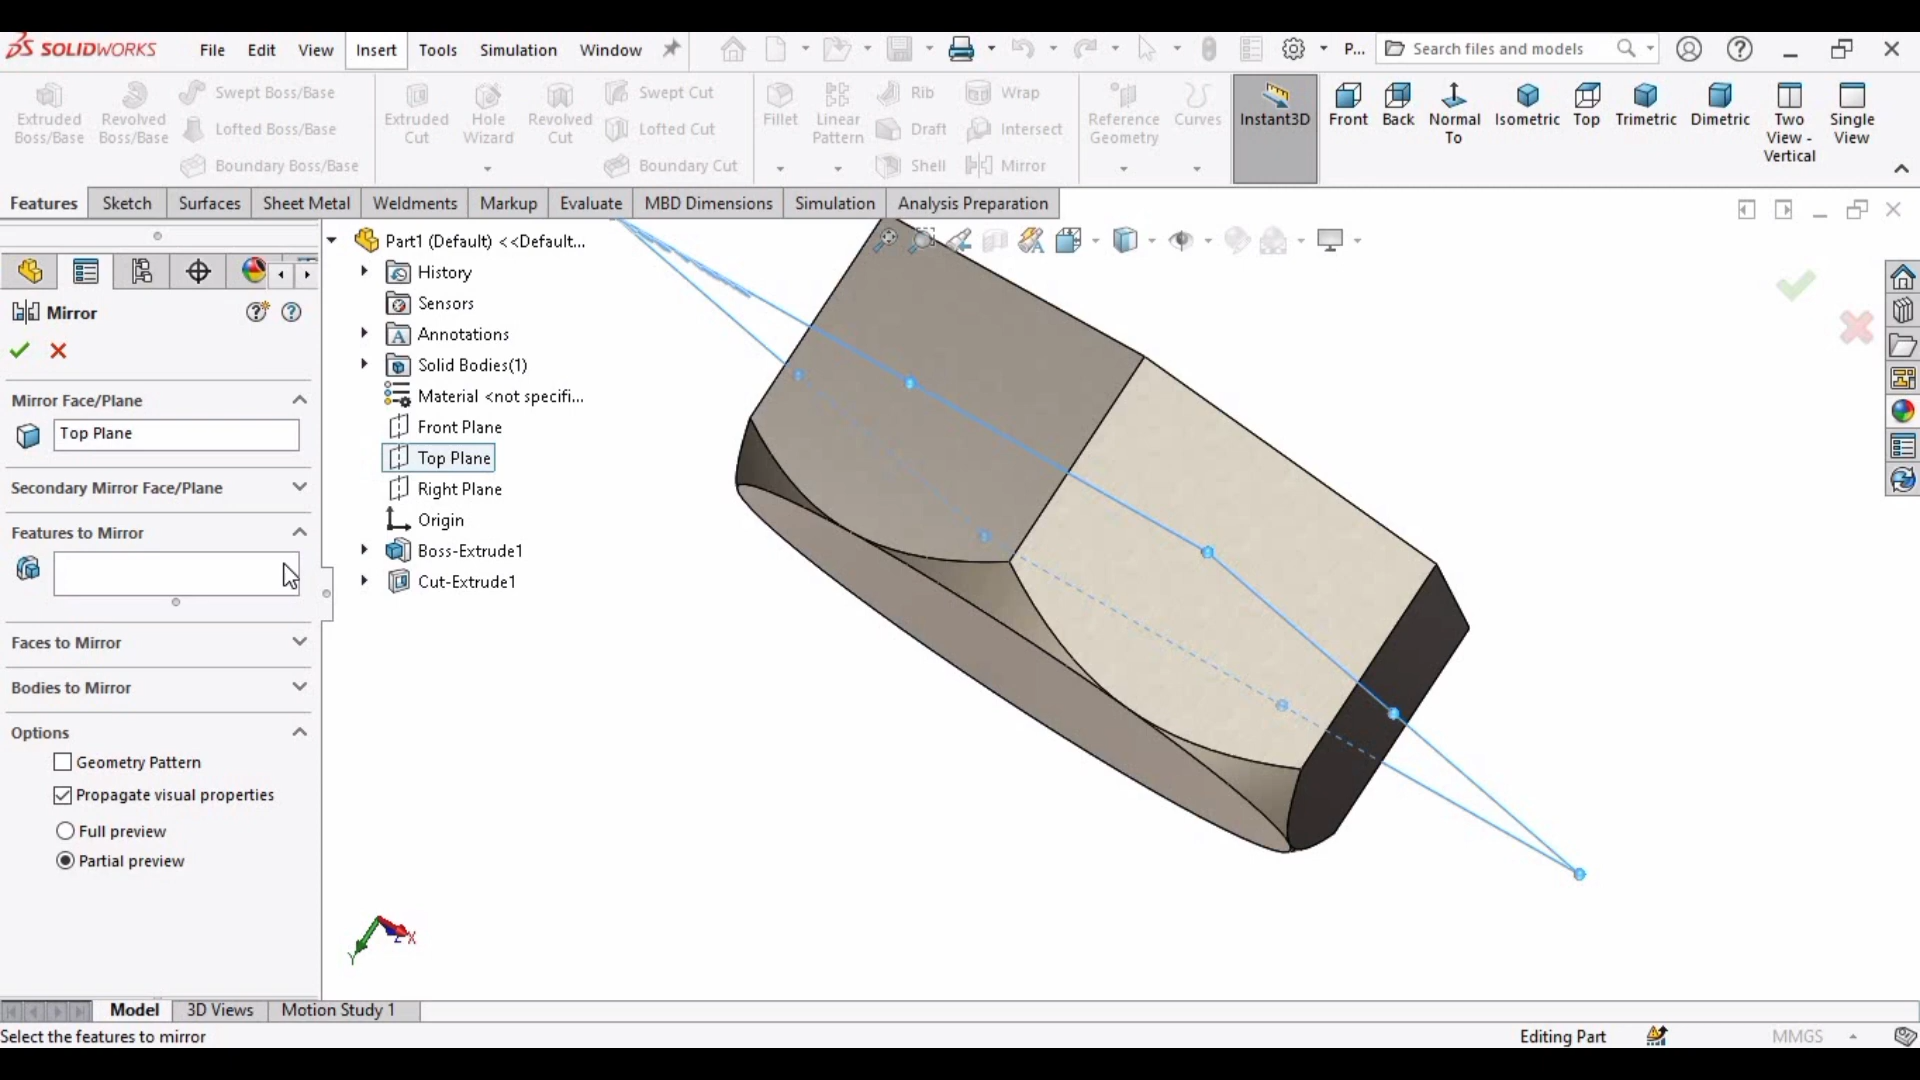 SOLIDWORKS File Edit View Insert Tools Simulation Window P... Search files and models
Extruded Boss/Base
Revolved Boss/Base
Swept Boss/Base
Lofted Boss/Base
Boundary Boss/Base
Extruded Cut
Hole Wizard
Revolved Cut
Swept Cut
Lofted Cut
Boundary Cut
Fillet
Linear Pattern
Rib
Draft
Shell
Wrap
Intersect
Mirror
Reference Geometry
Curves
Instant3D
Front
Back
Normal To
Isometric
Top
Trimetric
Dimetric
Two View - Vertical
Single View
Features Sketch Surfaces Sheet Metal Weldments Markup Evaluate MBD Dimensions Simulation Analysis Preparation
Mirror
Mirror Face/Plane
Top Plane
Secondary Mirror Face/Plane
Features to Mirror
Faces to Mirror
Bodies to Mirror
Options
Geometry Pattern
Propagate visual properties
Full preview
Partial preview
Part1 (Default) <<Default...
History
Sensors
Annotations
Solid Bodies(1)
Material <not specifi...
Front Plane
Top Plane
Right Plane
Origin
Boss-Extrude1
Cut-Extrude1
X
Y
Z
Model 3D Views Motion Study 1
Select the features to mirror
Editing Part
MMGS